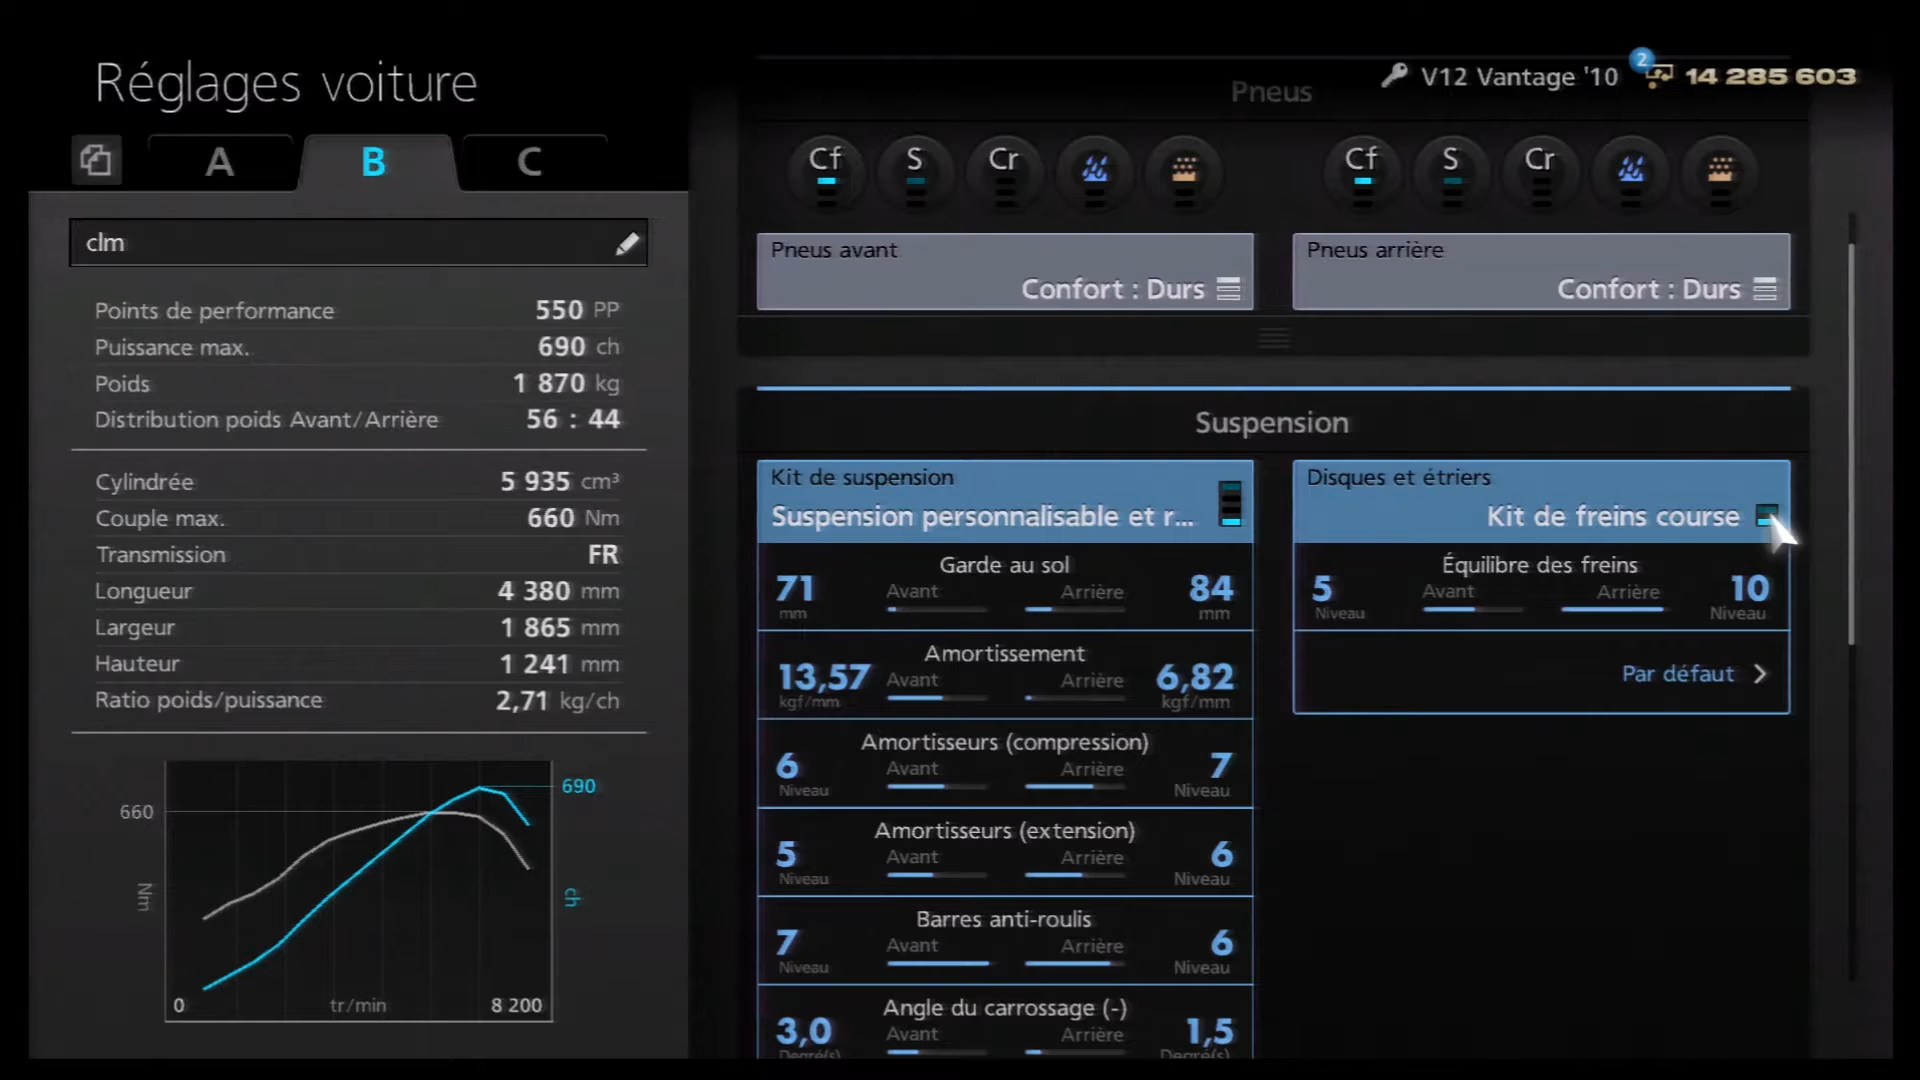 Réglages voiture
V12 Vantage '10
2
14 285 603
A
B
C
clm
Points de performance 550 PP
Puissance max. 690 ch
Poids 1 870 kg
Distribution poids Avant/Arrière 56 : 44
Cylindrée 5 935 cm³
Couple max. 660 Nm
Transmission FR
Longueur 4 380 mm
Largeur 1 865 mm
Hauteur 1 241 mm
Ratio poids/puissance 2,71 kg/ch
690
660
Nm
ch
0 tr/min 8 200
Pneus
Cf S Cr
Cf S Cr
Pneus avant
Confort : Durs
Pneus arrière
Confort : Durs
Suspension
Kit de suspension
Suspension personnalisable et r...
Garde au sol
71 mm Avant Arrière 84 mm
Amortissement
13,57 kgf/mm Avant Arrière 6,82 kgf/mm
Amortisseurs (compression)
6 Niveau Avant Arrière 7 Niveau
Amortisseurs (extension)
5 Niveau Avant Arrière 6 Niveau
Barres anti-roulis
7 Niveau Avant Arrière 6 Niveau
Angle du carrossage (-)
3,0 Degré(s) Avant Arrière 1,5 Degré(s)
Disques et étriers
Kit de freins course
Équilibre des freins
5 Niveau Avant Arrière 10 Niveau
Par défaut